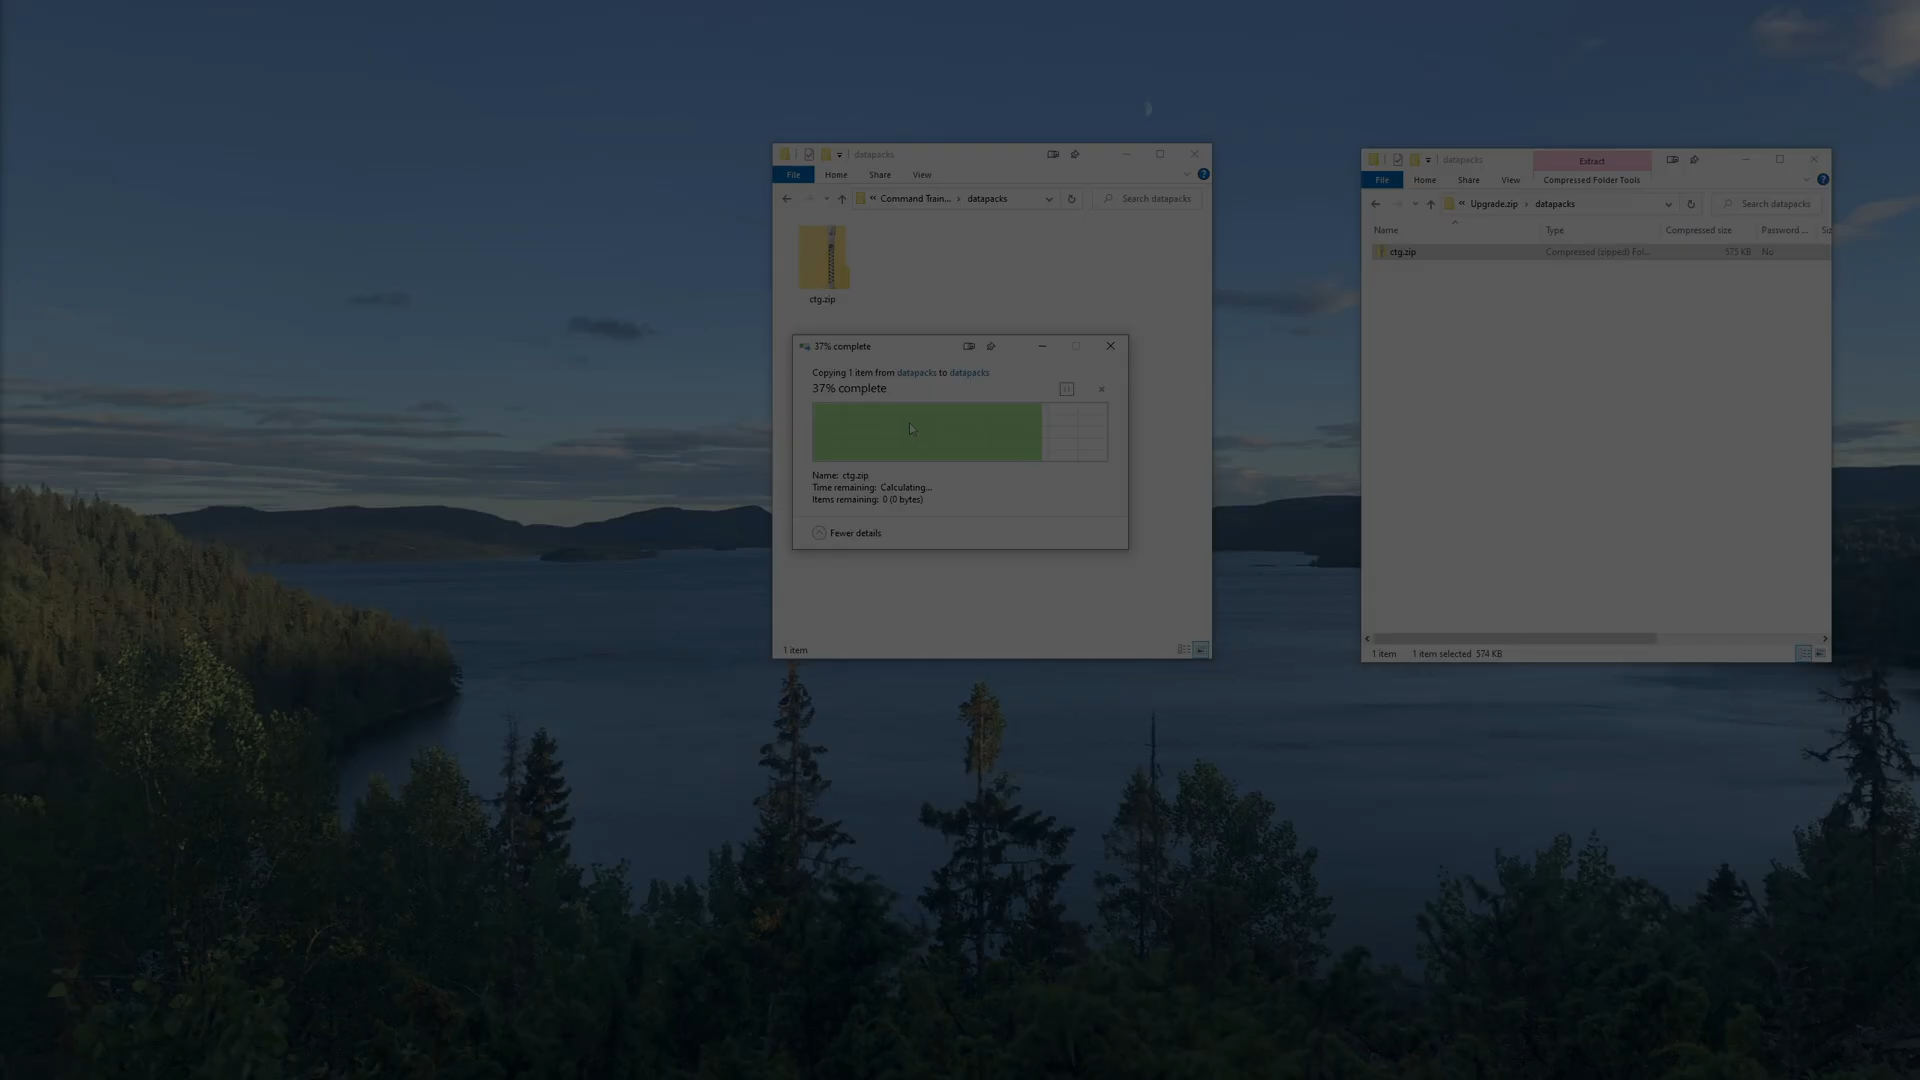 datapacks
File Home Share View
« Command Train... › datapacks
Search datapacks
ctg.zip
37% complete
Copying 1 item from datapacks to datapacks
37% complete
Name: ctg.zip
Time remaining: Calculating...
Items remaining: 0 (0 bytes)
Fewer details
1 item
datapacks
Extract
File Home Share View Compressed Folder Tools
« Upgrade.zip › datapacks
Search datapacks
Name Type Compressed size Password ... Siz
ctg.zip Compressed (zipped) Fol... 575 KB No
1 item 1 item selected 574 KB